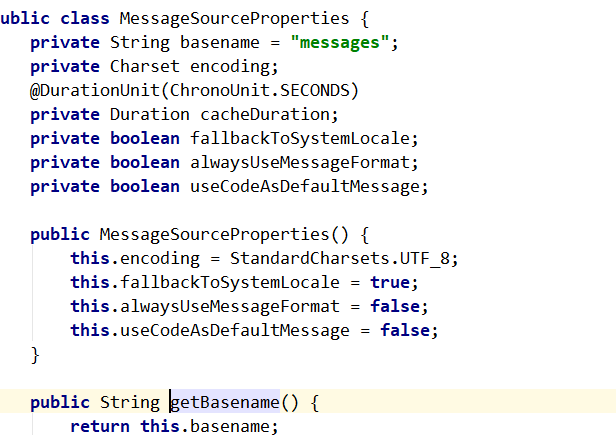 ublic class MessageSourceProperties {
private String basename = "messages";
private Charset encoding;
@DurationUnit(ChronoUnit.SECONDS)
private Duration cacheDuration;
private boolean fallbackToSystemLocale;
private boolean alwaysUseMessageFormat;
private boolean useCodeAsDefaultMessage;
public MessageSourceProperties() {
this.encoding = StandardCharsets.UTF_8;
this.fallbackToSystemLocale = true;
this.alwaysUseMessageFormat = false;
this.useCodeAsDefaultMessage = false;
}
public String getBasename() {
return this.basename;